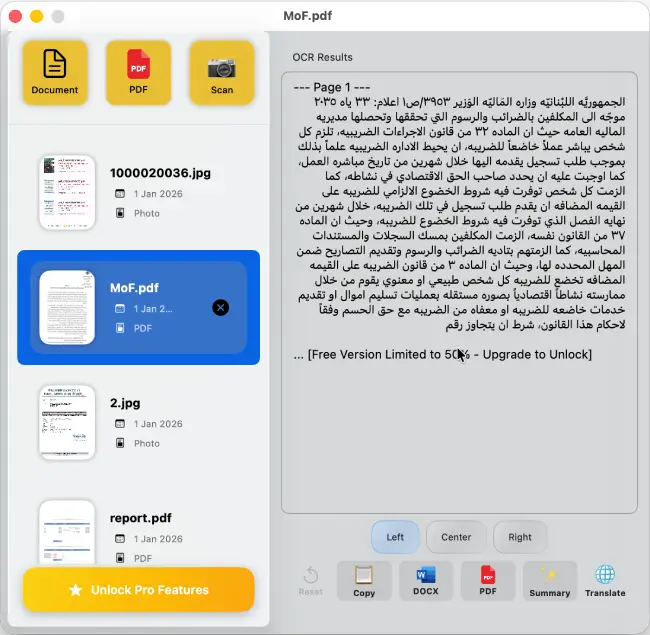 MoF.pdf
Document
PDF
Scan
1000020036.jpg
1 Jan 2026
Photo
MoF.pdf
1 Jan 2...
PDF
2.jpg
1 Jan 2026
Photo
report.pdf
1 Jan 2026
PDF
Unlock Pro Features
OCR Results
--- Page 1 ---
الجمهوريَّه اللبْنانيّه وزاره المَاليّه الوَزير ٣٩٥٣/ص١ اعلام: ٣٣ ياه ٢٠٣٥
موجّه الى المكلفين بالضرائب والرسوم التي تحققها وتحصلها مديريه
الماليه العامه حيث ان الماده ٣٢ من قانون الاجراءات الضريبيه، تلزم كل
شخص يباشر عملاً خاضعاً للضريبه، ان يحيط الاداره الضريبيه علماً بذلك
بموجب طلب تسجيل يقدمه اليها خلال شهرين من تاريخ مباشره العمل،
كما اوجبت عليه ان يحدد صاحب الحق الاقتصادي في نشاطه، كما
الزمت كل شخص توفرت فيه شروط الخضوع الالزامي للضريبه على
القيمه المضافه ان يقدم طلب تسجيل في تلك الضريبه، خلال شهرين من
نهايه الفصل الذي توفرت فيه شروط الخضوع للضريبه، وحيث ان الماده
٣٧ من القانون نفسه، الزمت المكلفين بمسك السجلات والمستندات
المحاسبيه، كما الزمتهم بتاديه الضرائب والرسوم وتقديم التصاريح ضمن
المهل المحدده لها، وحيث ان الماده ٣ من قانون الضريبه على القيمه
المضافه تخضع للضريبه كل شخص طبيعي او معنوي يقوم من خلال
ممارسته نشاطاً اقتصادياً بصوره مستقله بعمليات تسليم اموال او تقديم
خدمات خاضعه للضريبه او معفاه من الضريبه مع حق الحسم وفقاً
لاحكام هذا القانون، شرط ان يتجاوز رقم
... [Free Version Limited to 50% - Upgrade to Unlock]
Left
Center
Right
Reset
Copy
DOCX
PDF
Summary
Translate